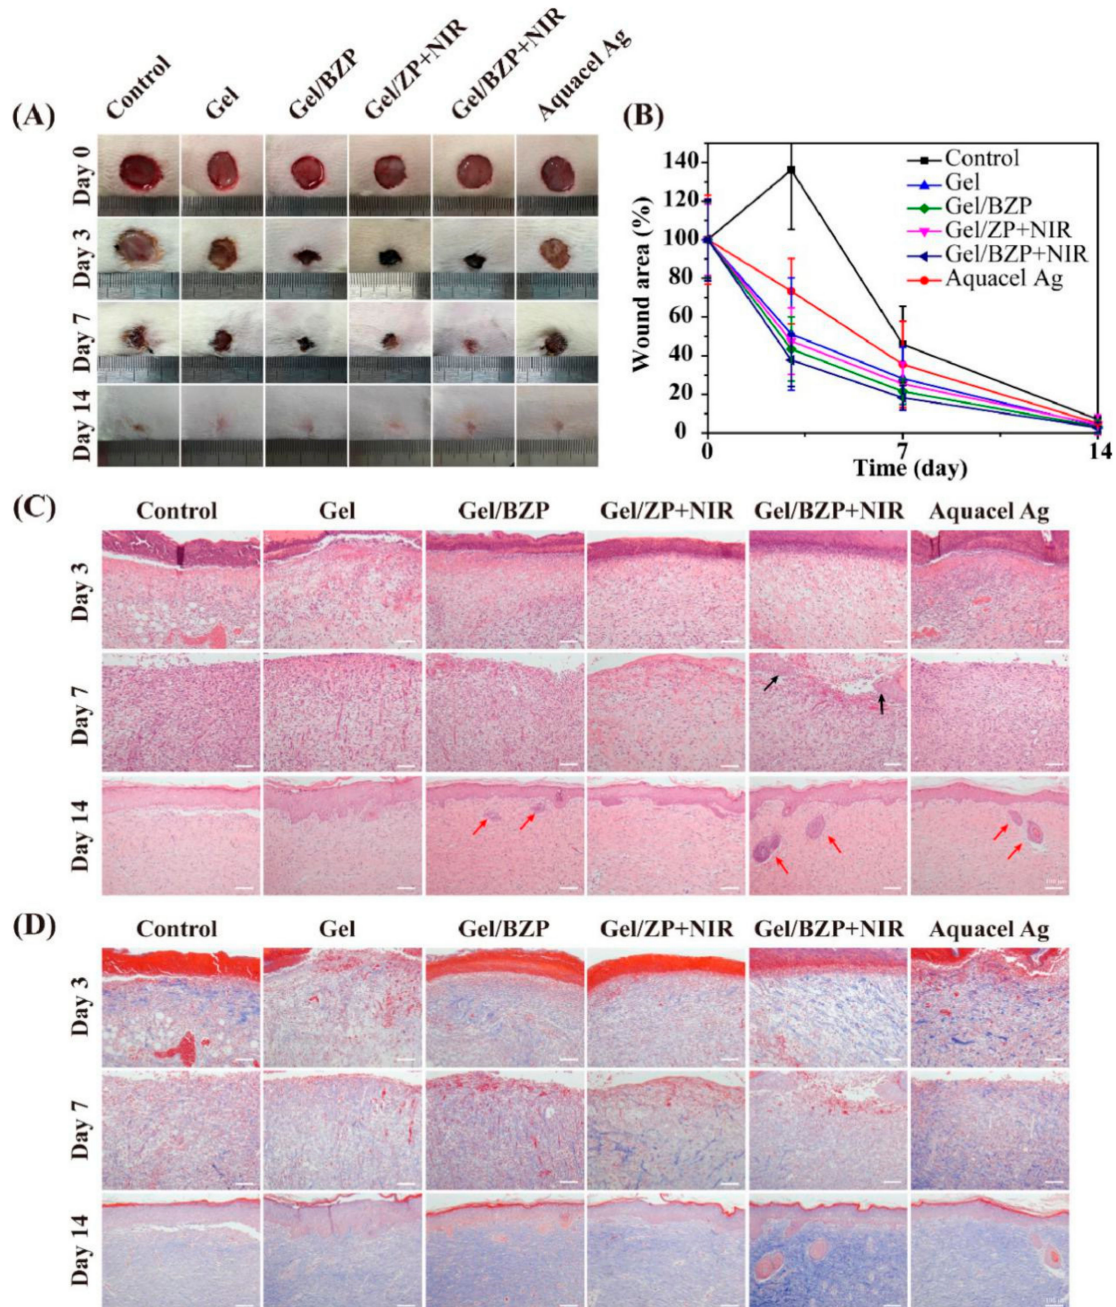 (A)
Control
Gel
Gel/BZP
Gel/ZP+NIR
Gel/BZP+NIR
Aquacel Ag
Day 0
Day 3
Day 7
Day 14
(B)
Wound area (%)
140
120
100
80
60
40
20
0
Control
Gel
Gel/BZP
Gel/ZP+NIR
Gel/BZP+NIR
Aquacel Ag
0 7 14
Time (day)
(C)
Control Gel Gel/BZP Gel/ZP+NIR Gel/BZP+NIR Aquacel Ag
Day 3
Day 7
Day 14
(D)
Control Gel Gel/BZP Gel/ZP+NIR Gel/BZP+NIR Aquacel Ag
Day 3
Day 7
Day 14